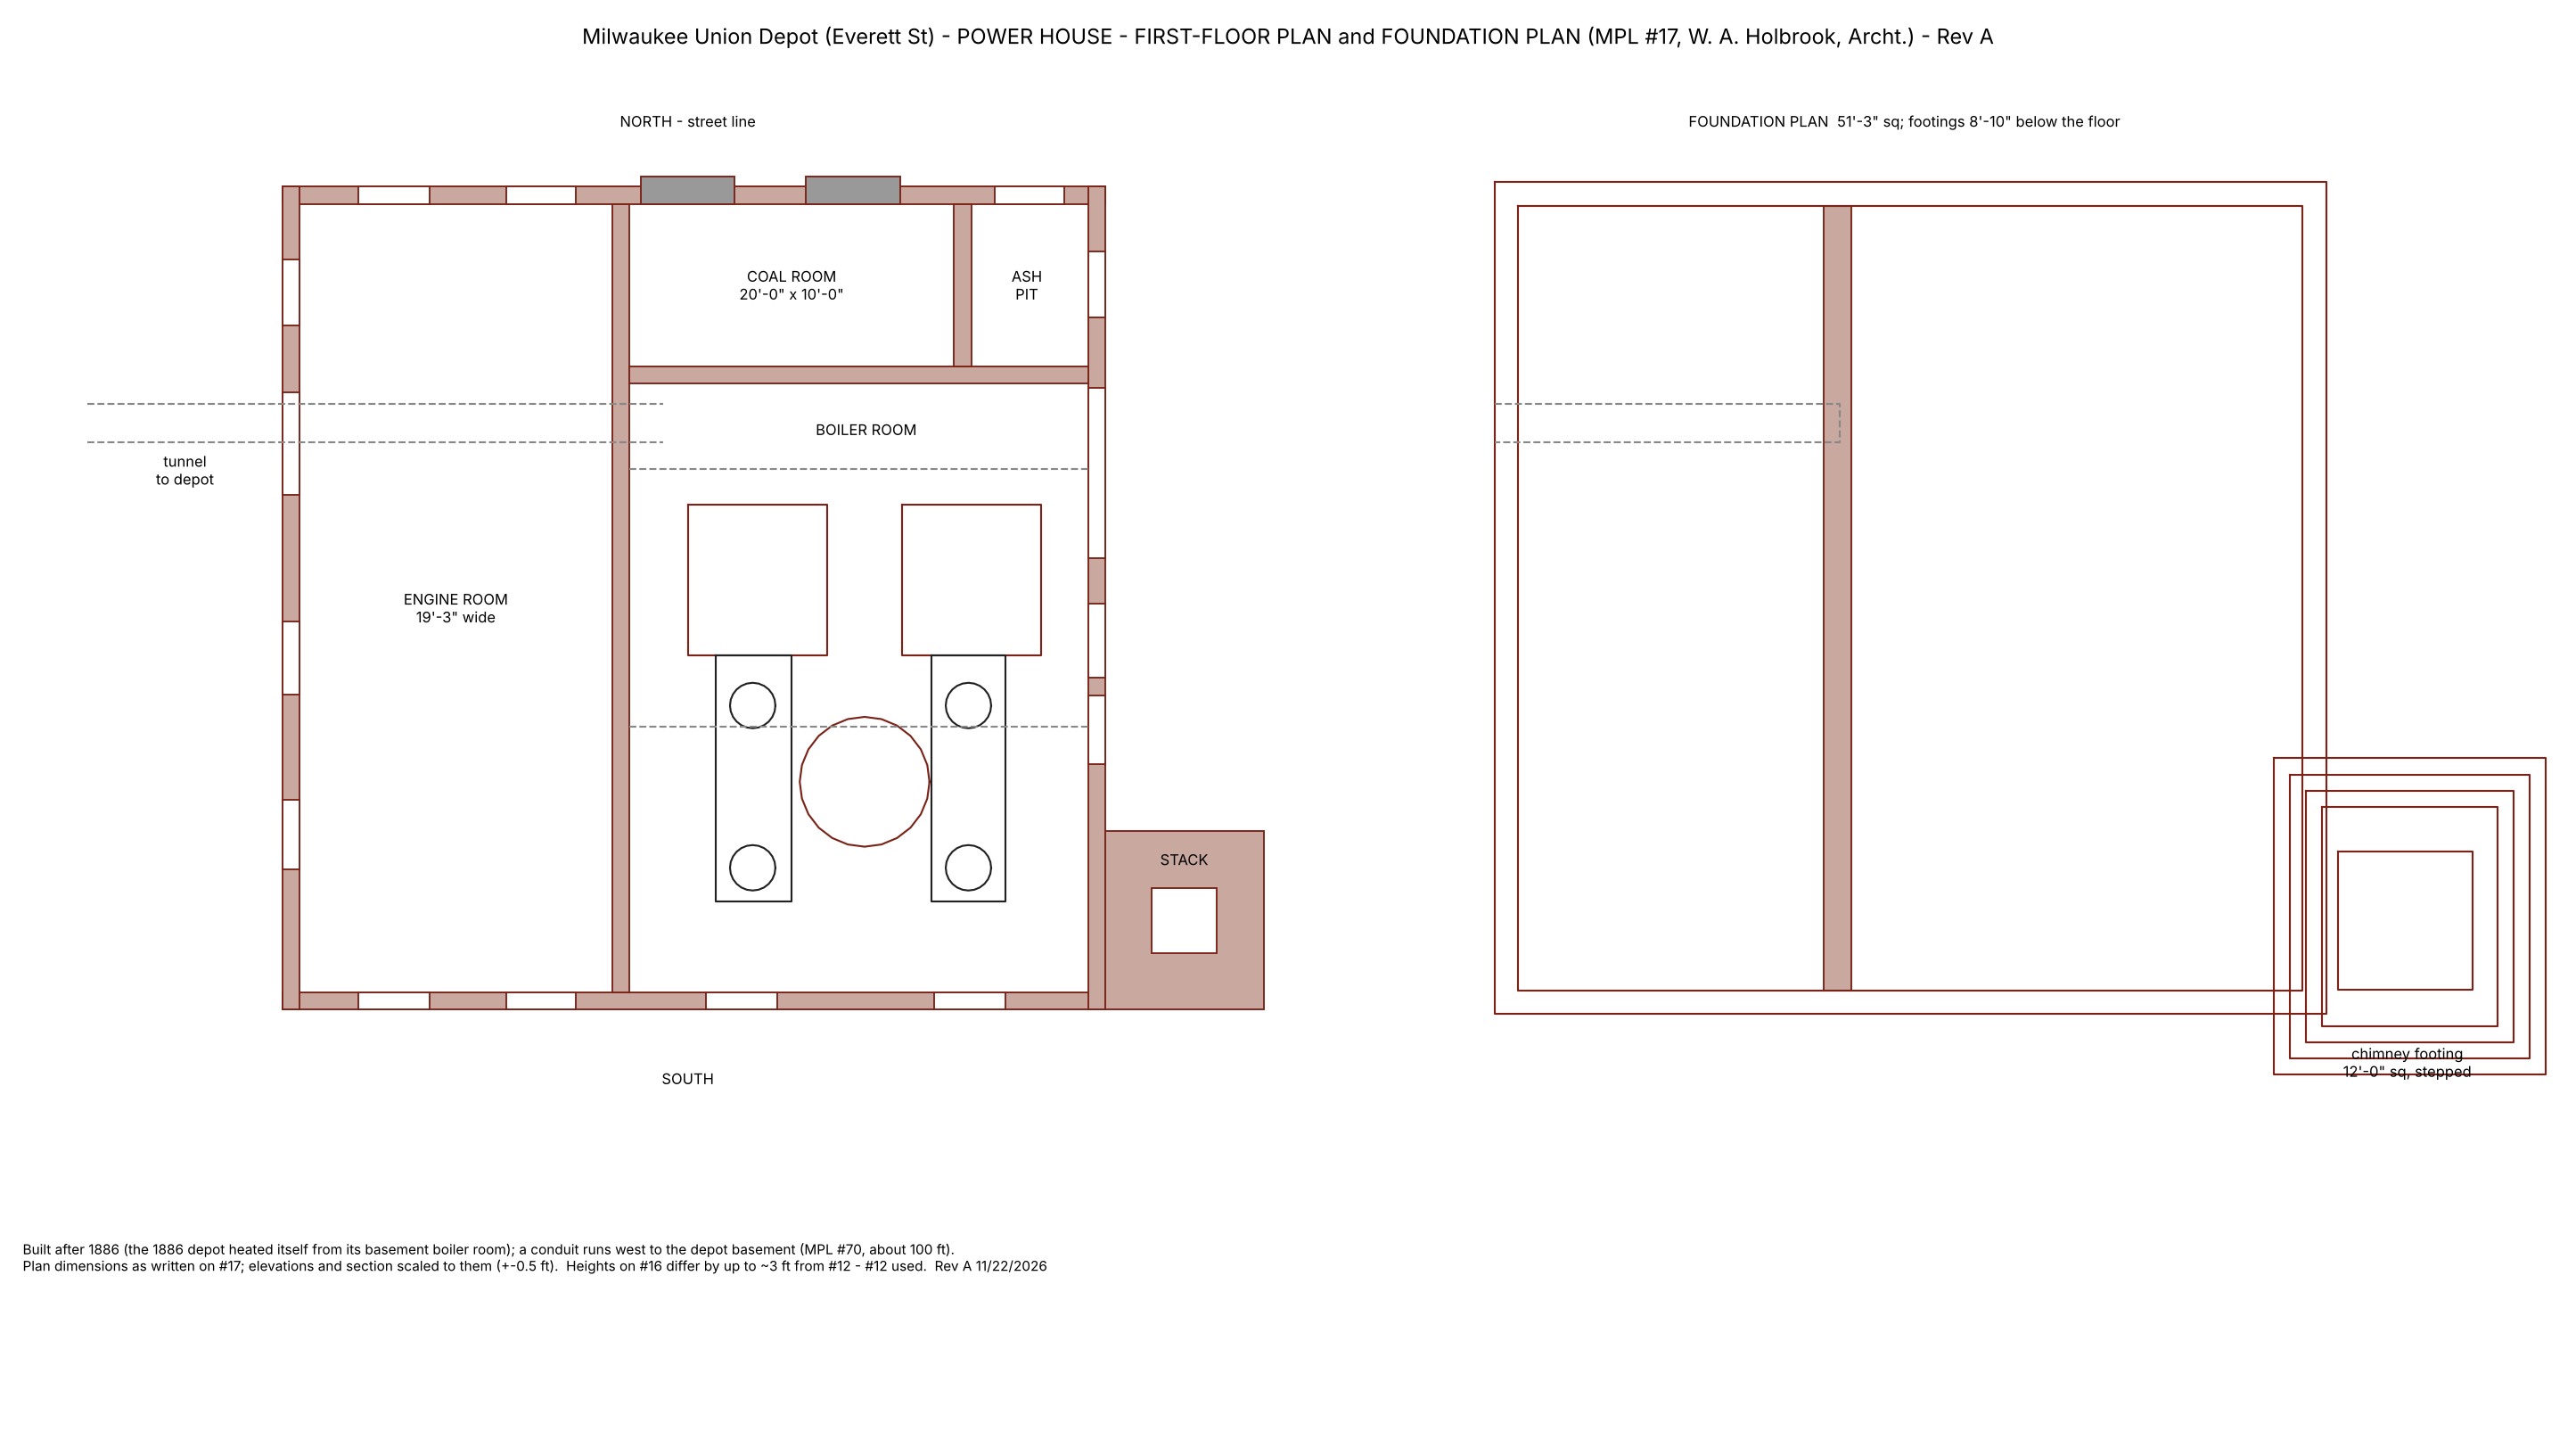 Milwaukee Union Depot (Everett St) - POWER HOUSE - FIRST-FLOOR PLAN and FOUNDATION PLAN (MPL #17, W. A. Holbrook, Archt.) - Rev A
NORTH - street line
FOUNDATION PLAN  51'-3" sq; footings 8'-10" below the floor
COAL ROOM
20'-0" x 10'-0"
ASH
PIT
BOILER ROOM
tunnel
to depot
ENGINE ROOM
19'-3" wide
STACK
chimney footing
12'-0" sq, stepped
SOUTH
Built after 1886 (the 1886 depot heated itself from its basement boiler room); a conduit runs west to the depot basement (MPL #70, about 100 ft).
Plan dimensions as written on #17; elevations and section scaled to them (+-0.5 ft).  Heights on #16 differ by up to ~3 ft from #12 - #12 used.  Rev A 11/22/2026